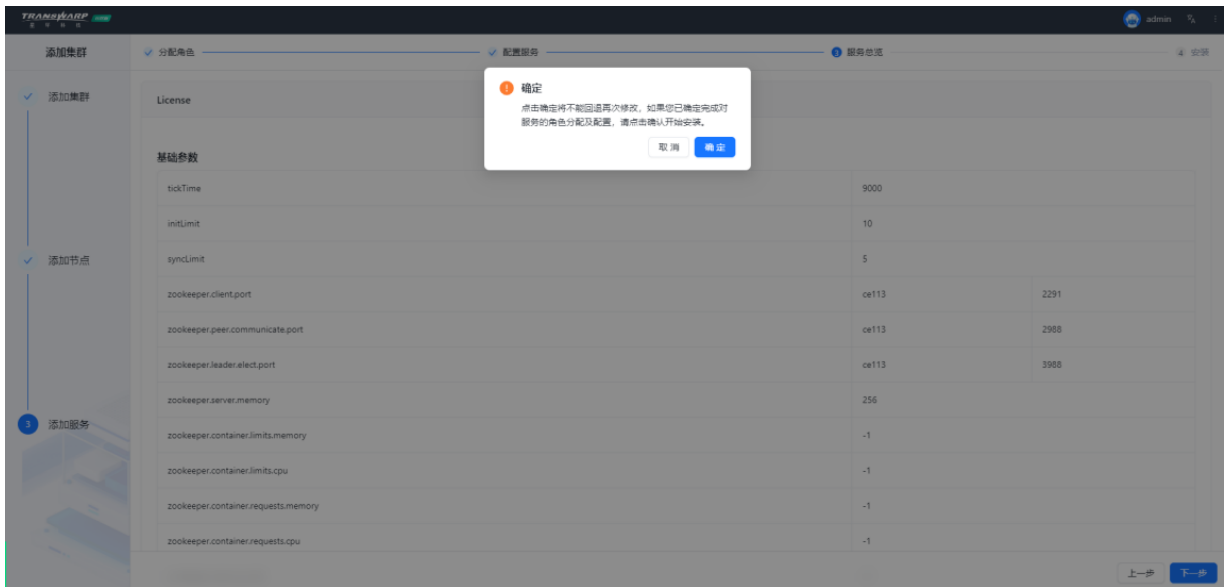 TRANSWARP
admin
添加集群
分配角色
配置服务
3 服务总览
4 安装
添加集群
添加节点
3 添加服务
License
确定
点击确定将不能回退再次修改，如果您已确定完成对
服务的角色分配及配置，请点击确认开始安装。
取消 确定
基础参数
tickTime 9000
initLimit 10
syncLimit 5
zookeeper.client.port ce113 2291
zookeeper.peer.communicate.port ce113 2988
zookeeper.leader.elect.port ce113 3988
zookeeper.server.memory 256
zookeeper.container.limits.memory -1
zookeeper.container.limits.cpu -1
zookeeper.container.requests.memory -1
zookeeper.container.requests.cpu -1
上一步 下一步